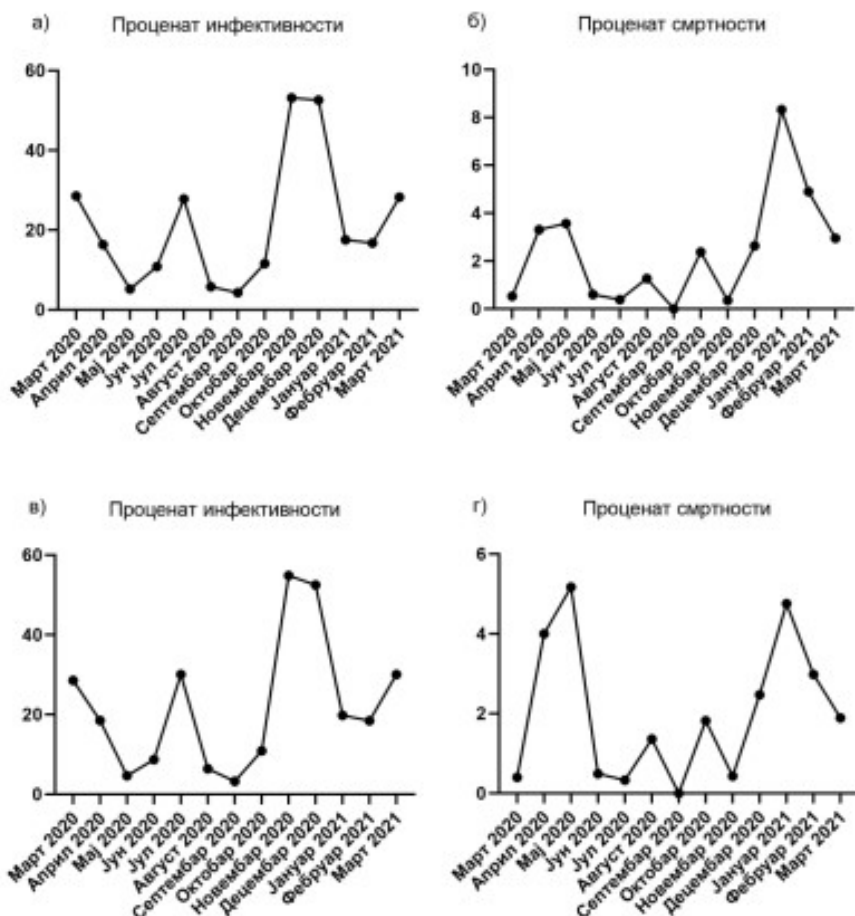 а) Проценат инфективности
60
40
20
0
Март 2020
Април 2020
Мај 2020
Јун 2020
Јул 2020
Август 2020
Септембар 2020
Октобар 2020
Новембар 2020
Децембар 2020
Јануар 2021
Фебруар 2021
Март 2021
б) Проценат смртности
10
8
6
4
2
0
Март 2020
Април 2020
Мај 2020
Јун 2020
Јул 2020
Август 2020
Септембар 2020
Октобар 2020
Новембар 2020
Децембар 2020
Јануар 2021
Фебруар 2021
Март 2021
в) Проценат инфективности
60
40
20
0
Март 2020
Април 2020
Мај 2020
Јун 2020
Јул 2020
Август 2020
Септембар 2020
Октобар 2020
Новембар 2020
Децембар 2020
Јануар 2021
Фебруар 2021
Март 2021
г) Проценат смртности
6
4
2
0
Март 2020
Април 2020
Мај 2020
Јун 2020
Јул 2020
Август 2020
Септембар 2020
Октобар 2020
Новембар 2020
Децембар 2020
Јануар 2021
Фебруар 2021
Март 2021